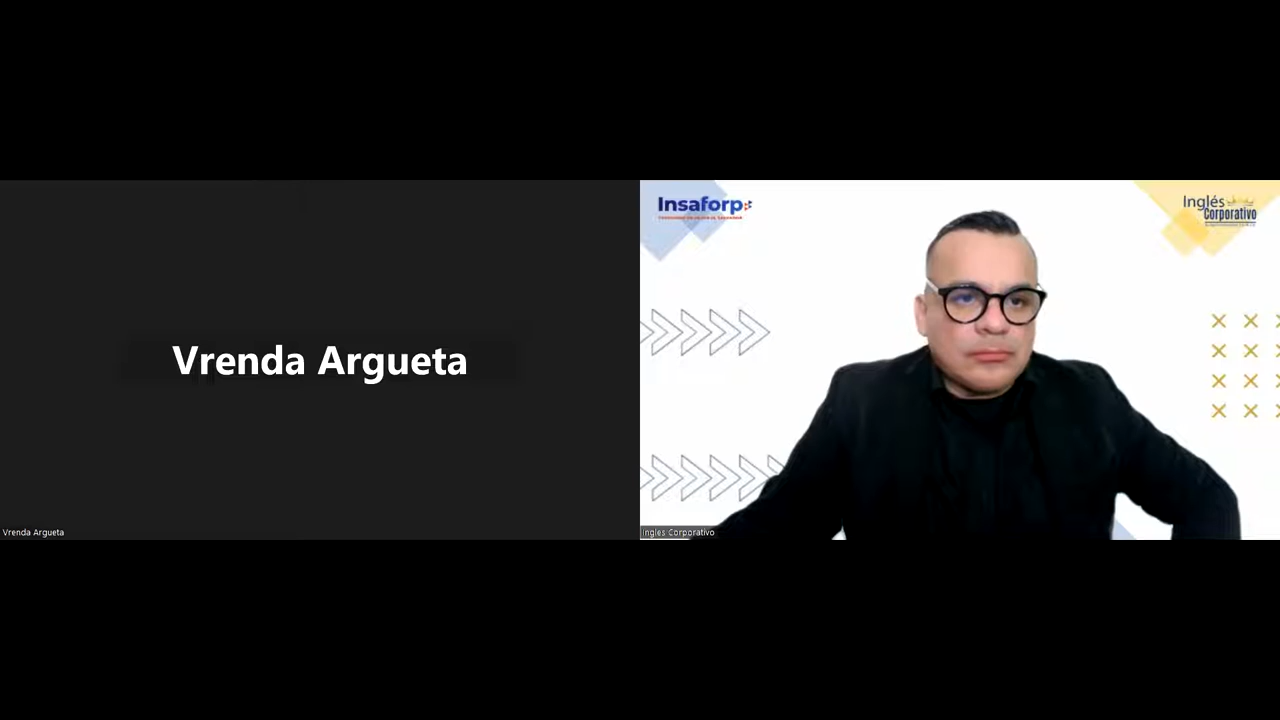 Vrenda Argueta
Vrenda Argueta
Insaforp
Inglés
Corporativo
Ingles Corporativo